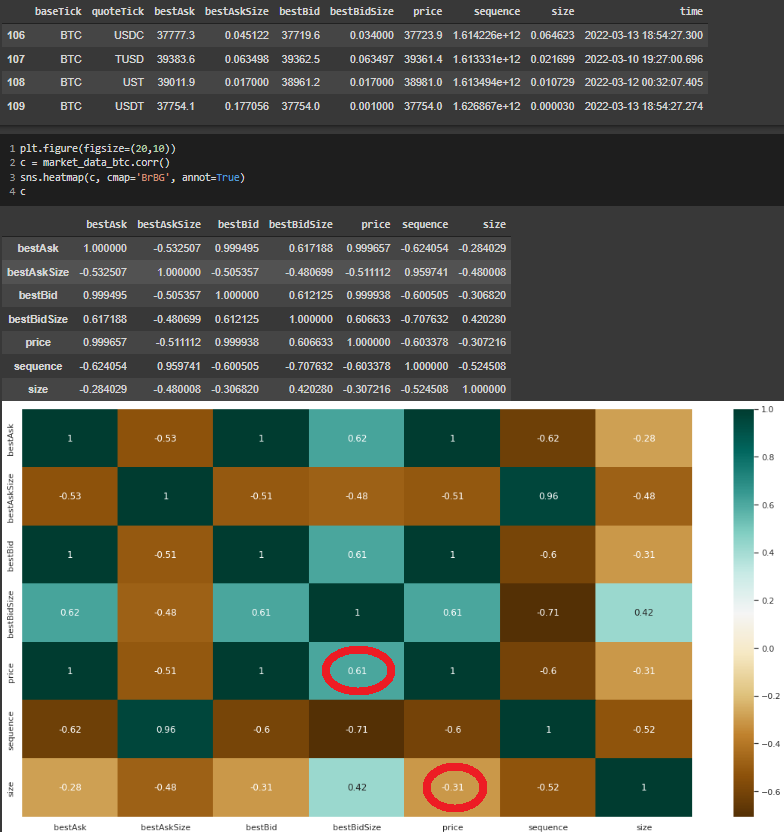 baseTick quoteTick bestAsk bestAskSize bestBid bestBidSize price sequence size time
106 BTC USDC 37777.3 0.045122 37719.6 0.034000 37723.9 1.614226e+12 0.064623 2022-03-13 18:54:27.300
107 BTC TUSD 39383.6 0.063498 39362.5 0.063497 39361.4 1.613331e+12 0.021699 2022-03-10 19:27:00.696
108 BTC UST 39011.9 0.017000 38961.2 0.017000 38981.0 1.613494e+12 0.010729 2022-03-12 00:32:07.405
109 BTC USDT 37754.1 0.177056 37754.0 0.001000 37754.0 1.626867e+12 0.000030 2022-03-13 18:54:27.274
1 plt.figure(figsize=(20,10))
2 c = market_data_btc.corr()
3 sns.heatmap(c, cmap='BrBG', annot=True)
4 c
bestAsk bestAskSize bestBid bestBidSize price sequence size
bestAsk 1.000000 -0.532507 0.999495 0.617188 0.999657 -0.624054 -0.284029
bestAskSize -0.532507 1.000000 -0.505357 -0.480699 -0.511112 0.959741 -0.480008
bestBid 0.999495 -0.505357 1.000000 0.612125 0.999938 -0.600505 -0.306820
bestBidSize 0.617188 -0.480699 0.612125 1.000000 0.606633 -0.707632 0.420280
price 0.999657 -0.511112 0.999938 0.606633 1.000000 -0.603378 -0.307216
sequence -0.624054 0.959741 -0.600505 -0.707632 -0.603378 1.000000 -0.524508
size -0.284029 -0.480008 -0.306820 0.420280 -0.307216 -0.524508 1.000000
bestAsk 1 -0.53 1 0.62 1 -0.62 -0.28
bestAskSize -0.53 1 -0.51 -0.48 -0.51 0.96 -0.48
bestBid 1 -0.51 1 0.61 1 -0.6 -0.31
bestBidSize 0.62 -0.48 0.61 1 0.61 -0.71 0.42
price 1 -0.51 1 0.61 1 -0.6 -0.31
sequence -0.62 0.96 -0.6 -0.71 -0.6 1 -0.52
size -0.28 -0.48 -0.31 0.42 -0.31 -0.52 1
bestAsk bestAskSize bestBid bestBidSize price sequence size
1.0
0.8
0.6
0.4
0.2
0.0
−0.2
−0.4
−0.6